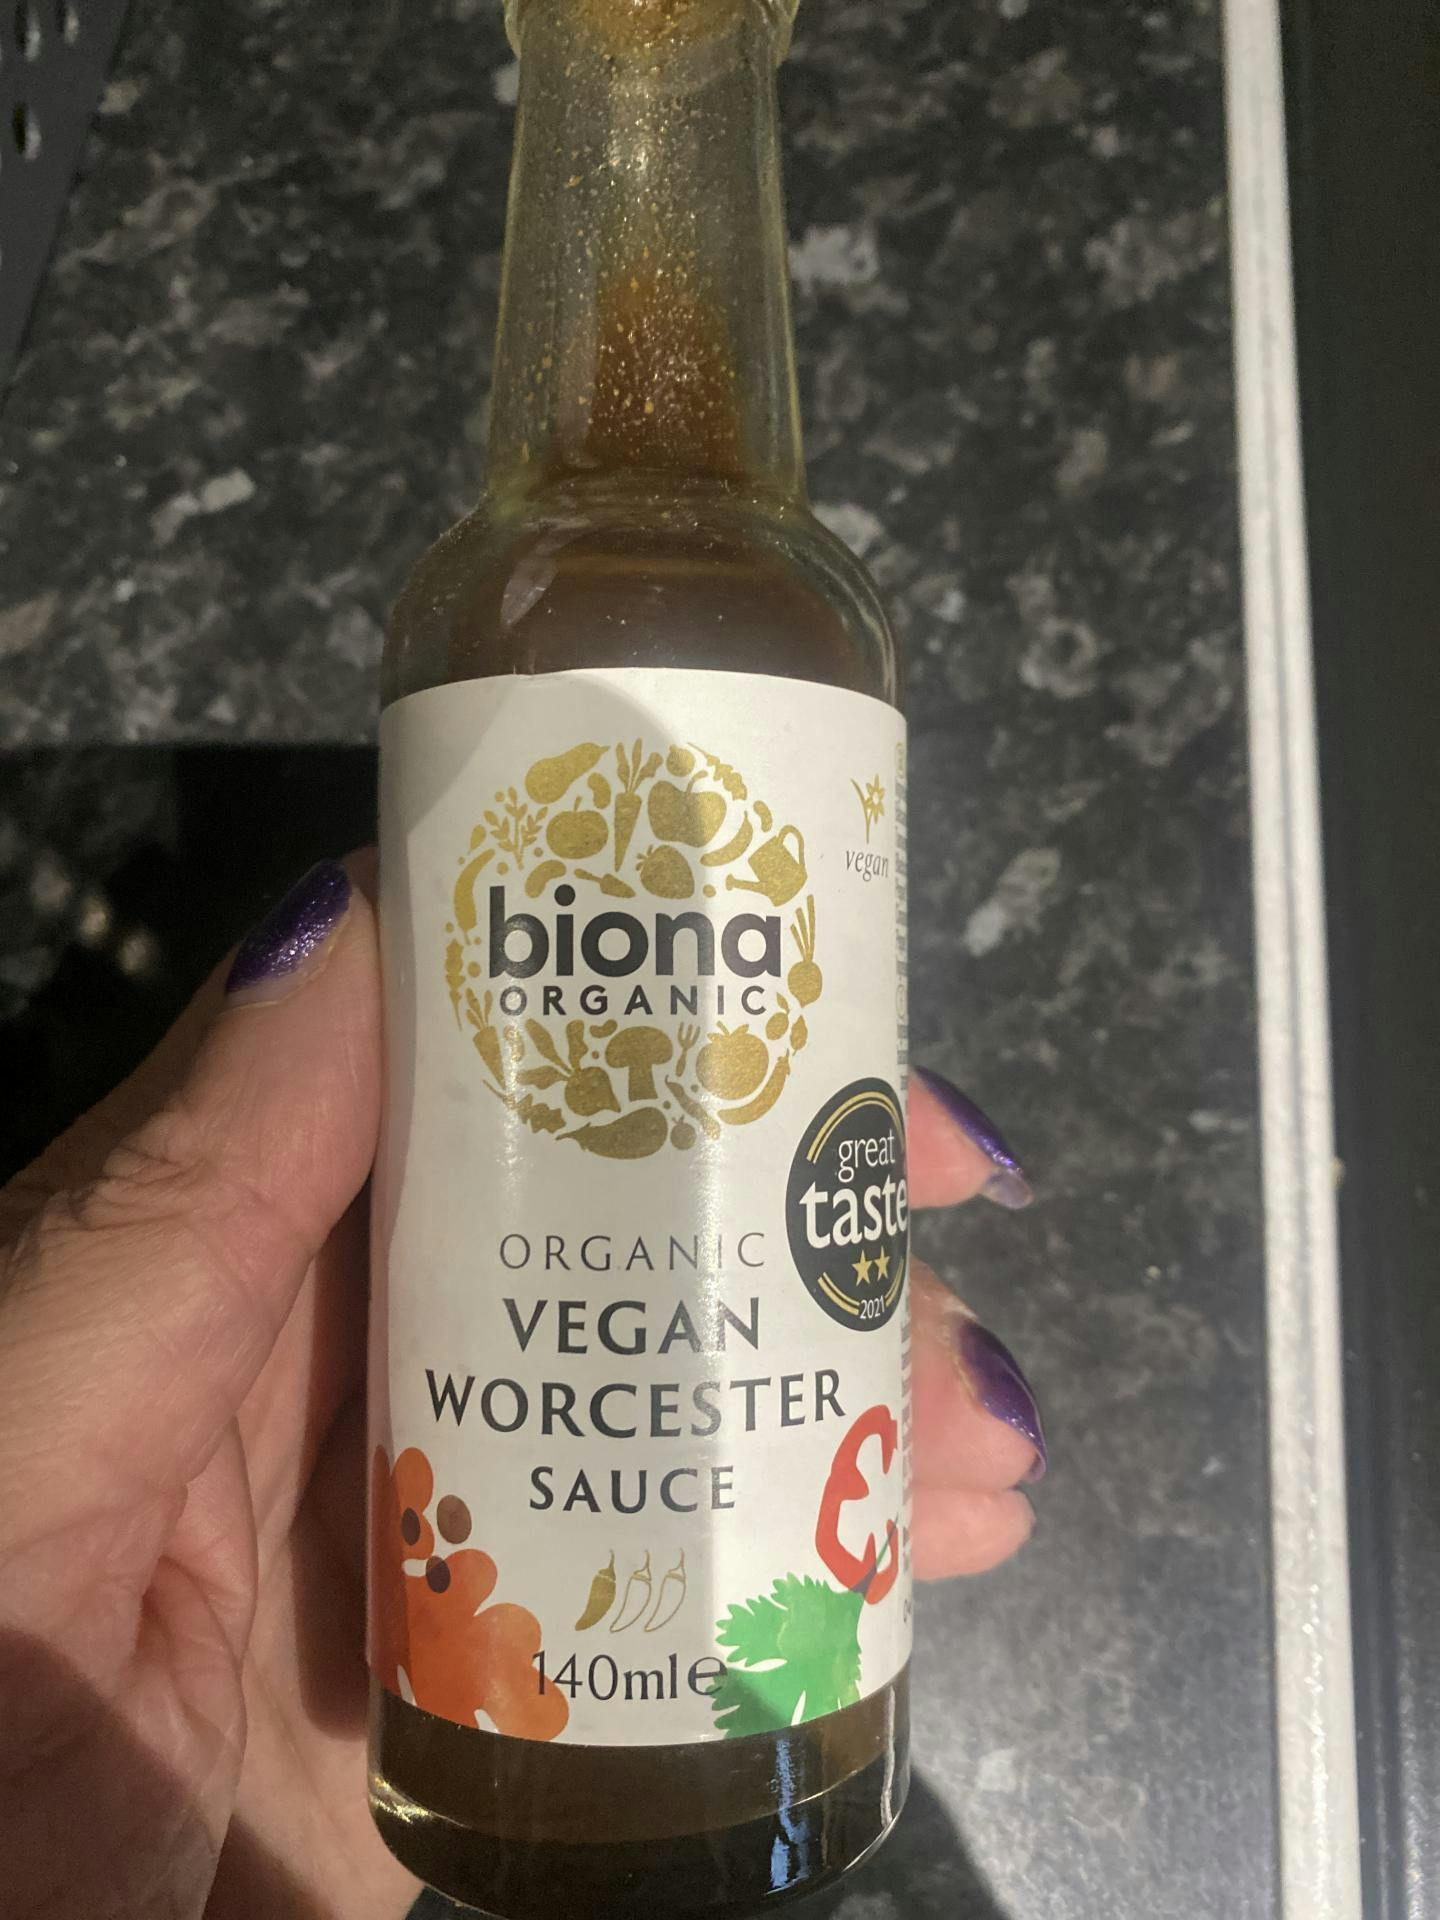 biona
ORGANIC
vegan
great
taste
2021
ORGANIC
VEGAN
WORCESTER
SAUCE
140ml e